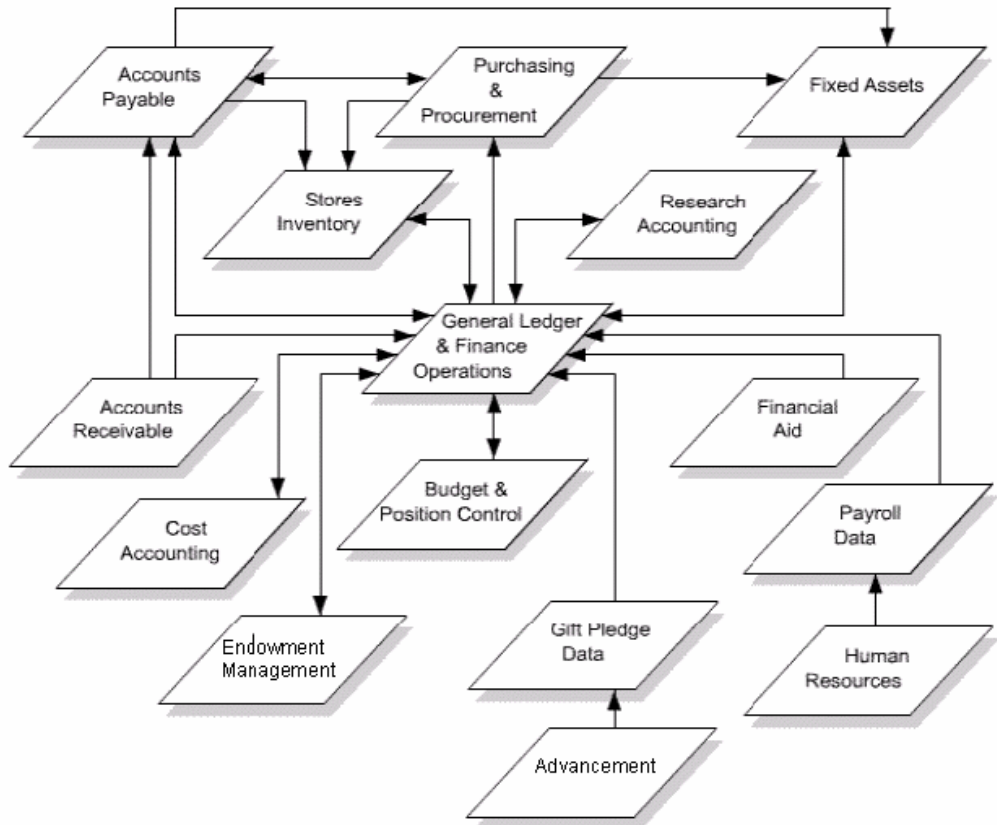 Accounts
Payable
Purchasing
&
Procurement
Fixed Assets
Stores
Inventory
Research
Accounting
General Ledger
& Finance
Operations
Accounts
Receivable
Financial
Aid
Budget &
Position Control
Cost
Accounting
Payroll
Data
Endowment
Management
Gift Pledge
Data
Human
Resources
Advancement